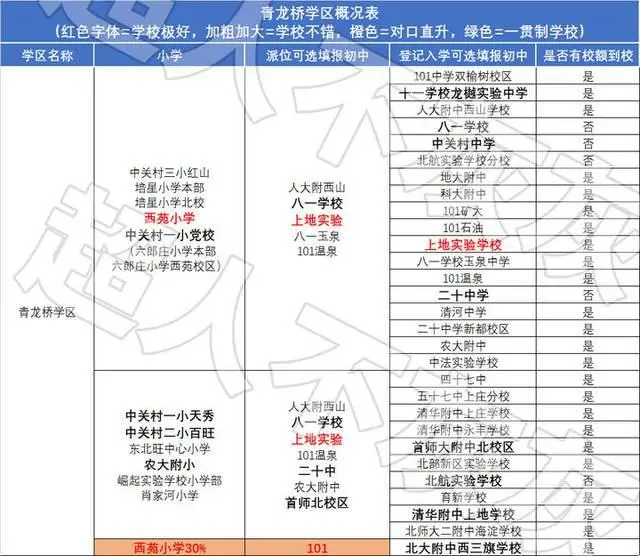 青龙桥学区概况表
(红色字体=学校极好，加粗加大=学校不错，橙色=对口直升，绿色=一贯制学校)
学区名称 小学 派位可选填报初中 登记入学可选填报初中 是否有校额到校
青龙桥学区
中关村三小红山
培星小学本部
培星小学北校
西苑小学
中关村一小党校
(六郎庄小学本部
六郎庄小学西苑校区)
人大附西山
八一学校
上地实验
八一玉泉
101温泉
中关村一小天秀
中关村二小百旺
东北旺中心小学
农大附小
崛起实验学校小学部
肖家河小学
人大附西山
八一学校
上地实验
101温泉
二十中
农大附中
首师北校区
西苑小学30% 101
101中学双榆树校区 是
十一学校龙樾实验中学 是
人大附中西山学校 是
八一学校 否
中关村中学 否
北航实验学校分校 否
地大附中 是
科大附中 是
101矿大 是
101石油 是
上地实验学校 是
八一学校玉泉中学 是
101温泉 是
二十中学 否
清河中学 是
二十中学新都校区 是
农大附中 是
中法实验学校 是
四十七中 是
五十七中上庄分校 是
清华附中上庄学校 是
清华附中永丰学校 是
首师大附中北校区 是
北部新区实验学校 是
北航实验学校 否
育新学校 是
清华附中上地学校 是
北师大二附中海淀学校 是
北大附中西三旗学校 是
超人不卖萘